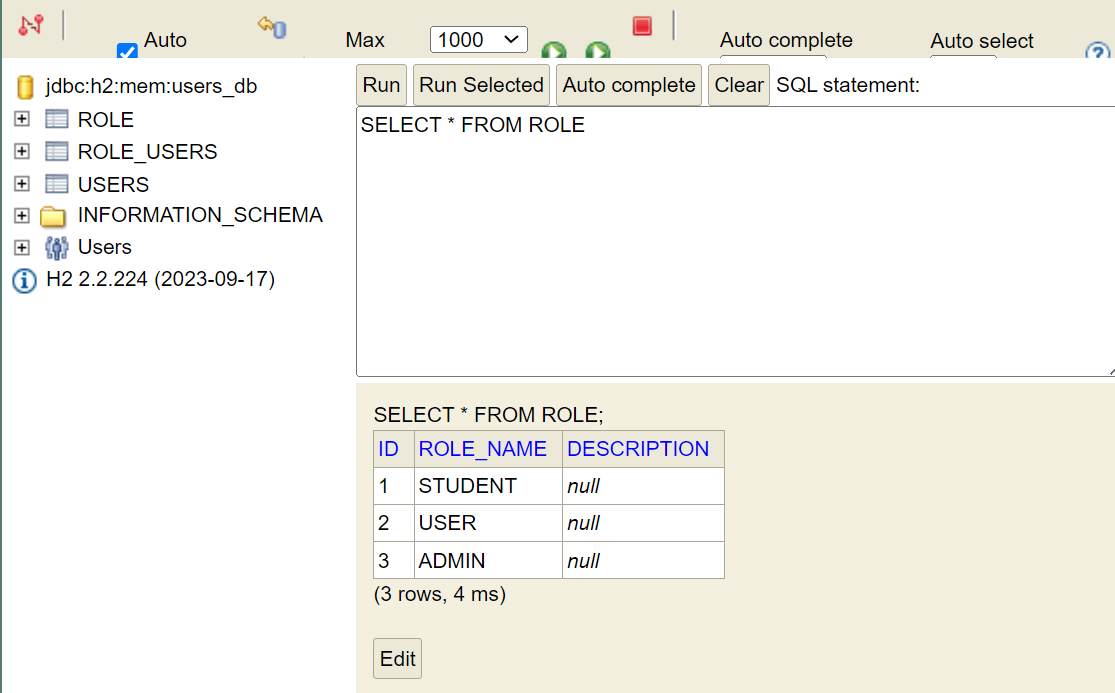 Auto Max 1000 Auto complete Auto select
jdbc:h2:mem:users_db
ROLE
ROLE_USERS
USERS
INFORMATION_SCHEMA
Users
H2 2.2.224 (2023-09-17)
Run Run Selected Auto complete Clear SQL statement:
SELECT * FROM ROLE
SELECT * FROM ROLE;
ID ROLE_NAME DESCRIPTION
1 STUDENT null
2 USER null
3 ADMIN null
(3 rows, 4 ms)
Edit